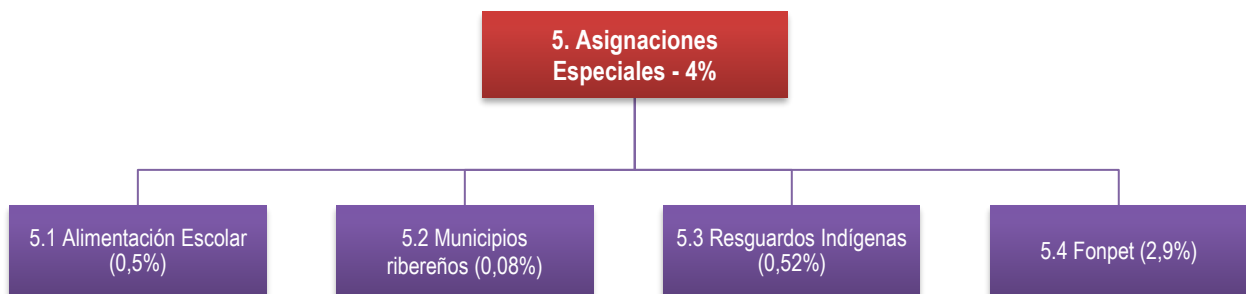 5. Asignaciones
Especiales - 4%
5.1 Alimentación Escolar
(0,5%)
5.2 Municipios
ribereños (0,08%)
5.3 Resguardos Indígenas
(0,52%)
5.4 Fonpet (2,9%)